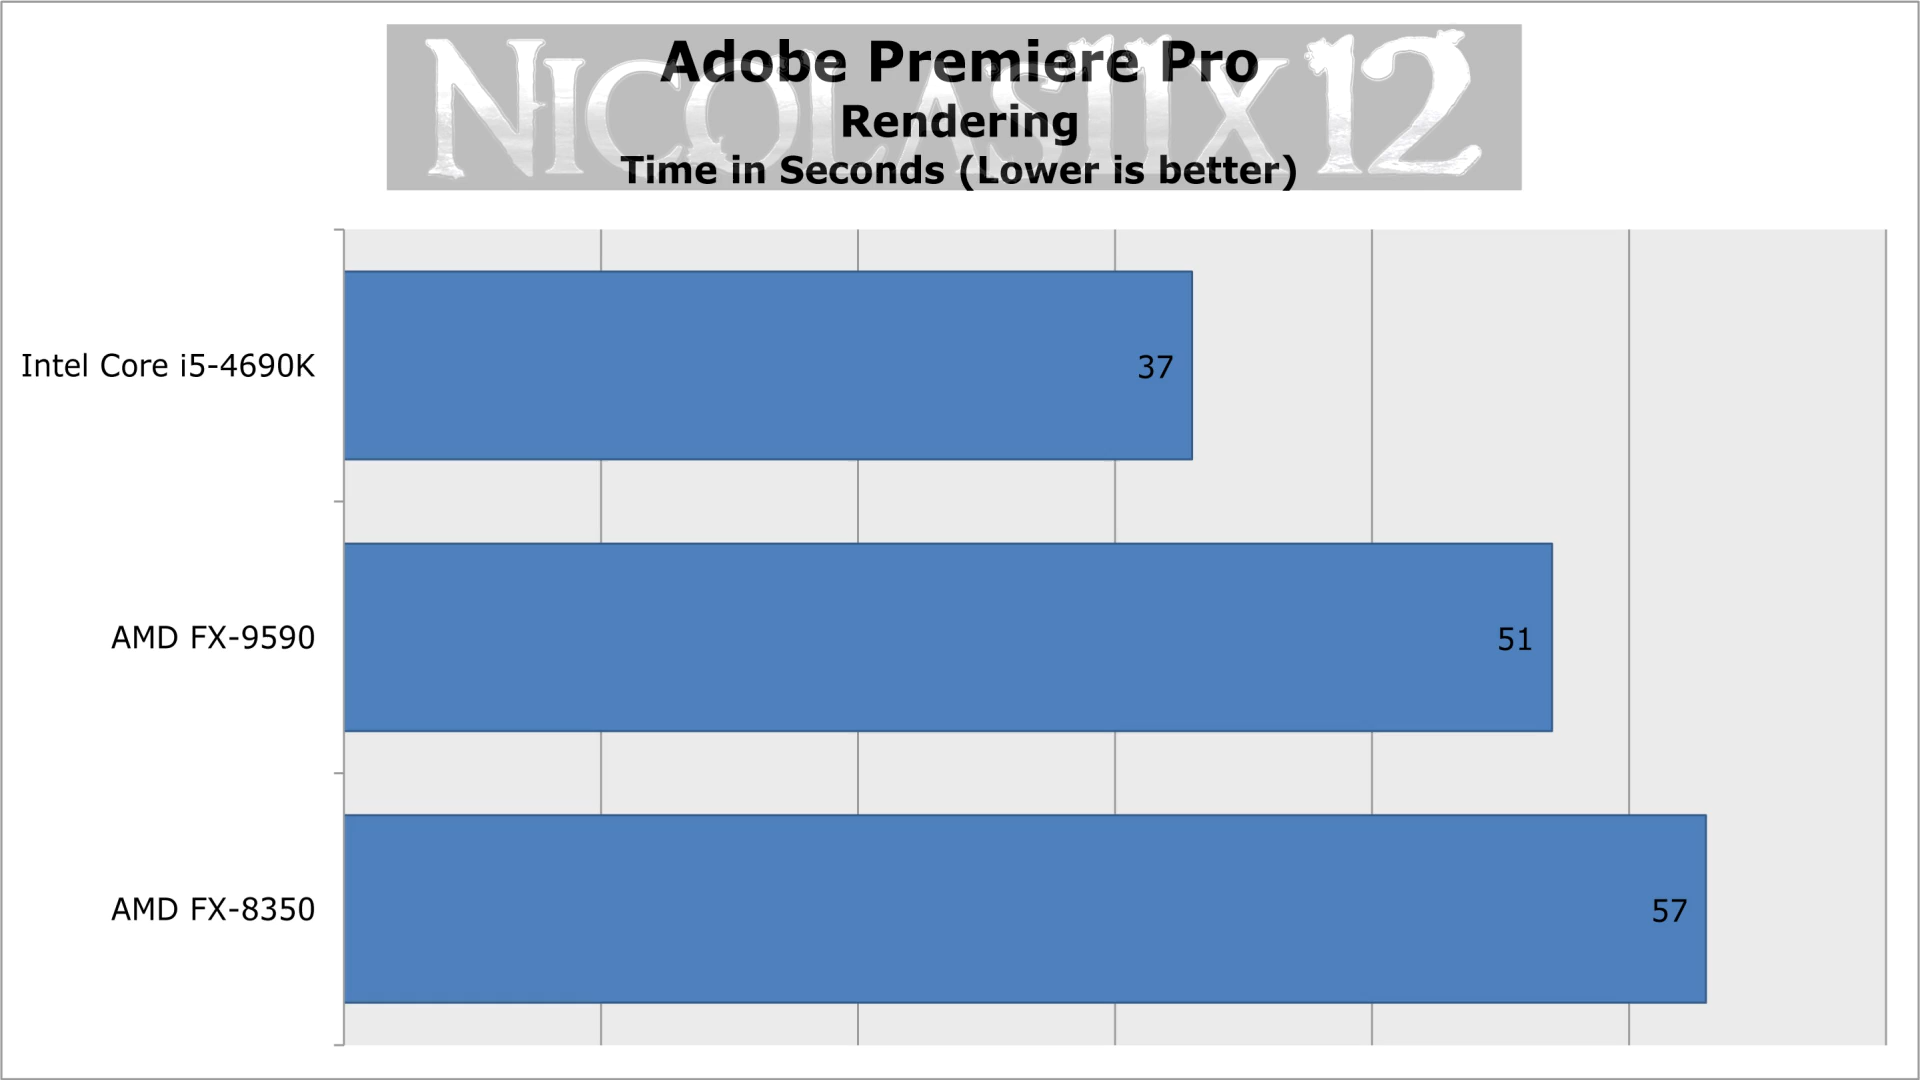 Nicolas11x12
Adobe Premiere Pro
Rendering
Time in Seconds (Lower is better)
Intel Core i5-4690K
37
AMD FX-9590
51
AMD FX-8350
57